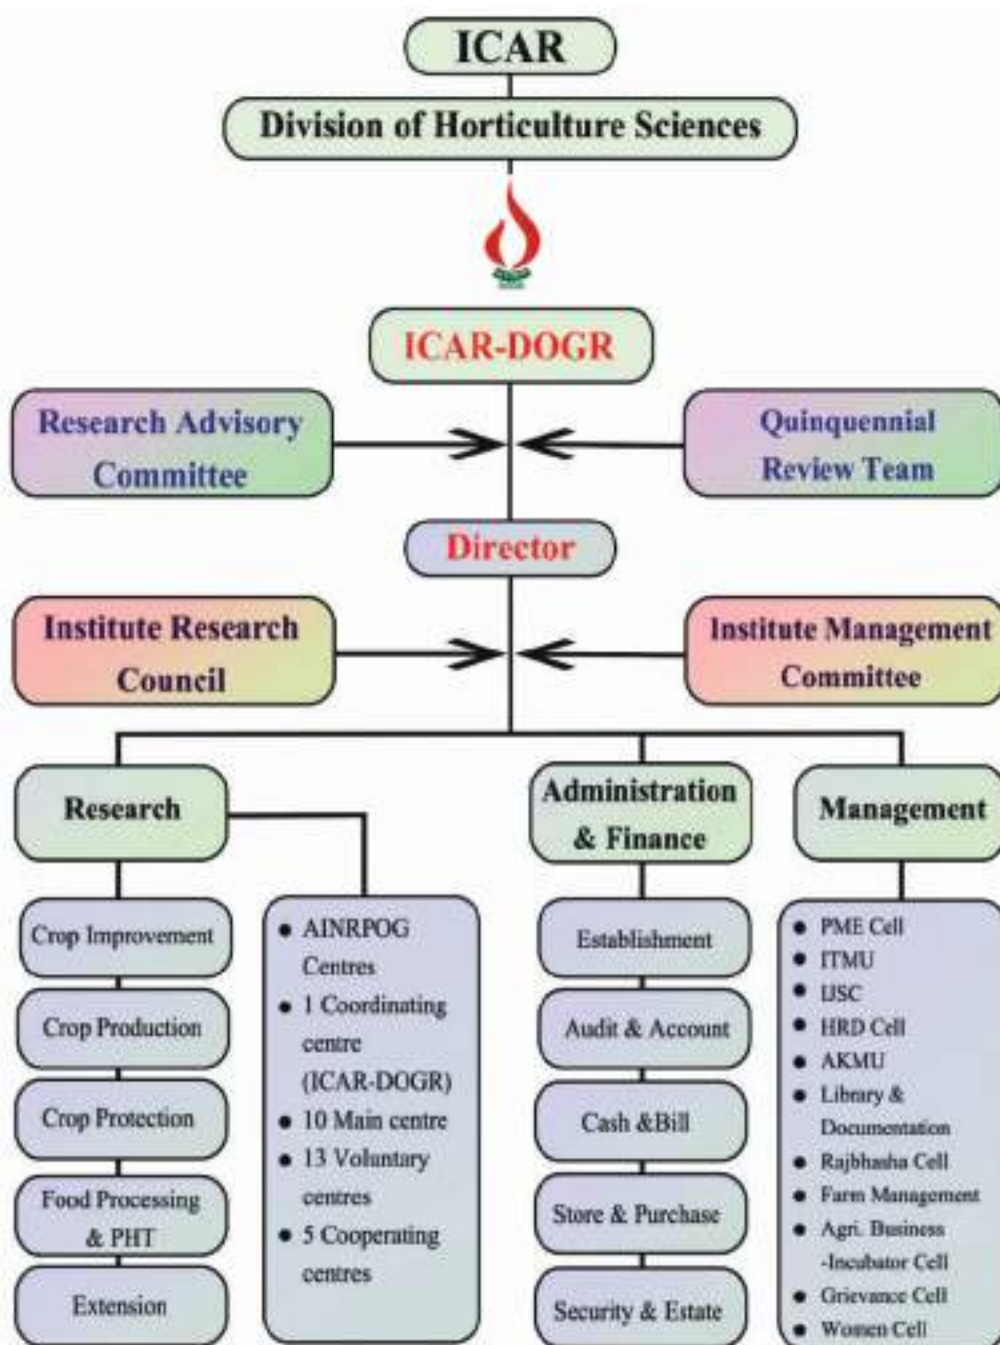 ICAR
Division of Horticulture Sciences
ICAR-DOGR
Research Advisory
Committee
Quinquennial
Review Team
Director
Institute Research
Council
Institute Management
Committee
Research
Crop Improvement
Crop Production
Crop Protection
Food Processing
& PHT
Extension
● AINRPOG
Centres
● 1 Coordinating
centre
(ICAR-DOGR)
● 10 Main centre
● 13 Voluntary
centres
● 5 Cooperating
centres
Administration
& Finance
Establishment
Audit & Account
Cash &Bill
Store & Purchase
Security & Estate
Management
● PME Cell
● ITMU
● IJSC
● HRD Cell
● AKMU
● Library &
Documentation
● Rajbhasha Cell
● Farm Management
● Agri. Business
-Incubator Cell
● Grievance Cell
● Women Cell